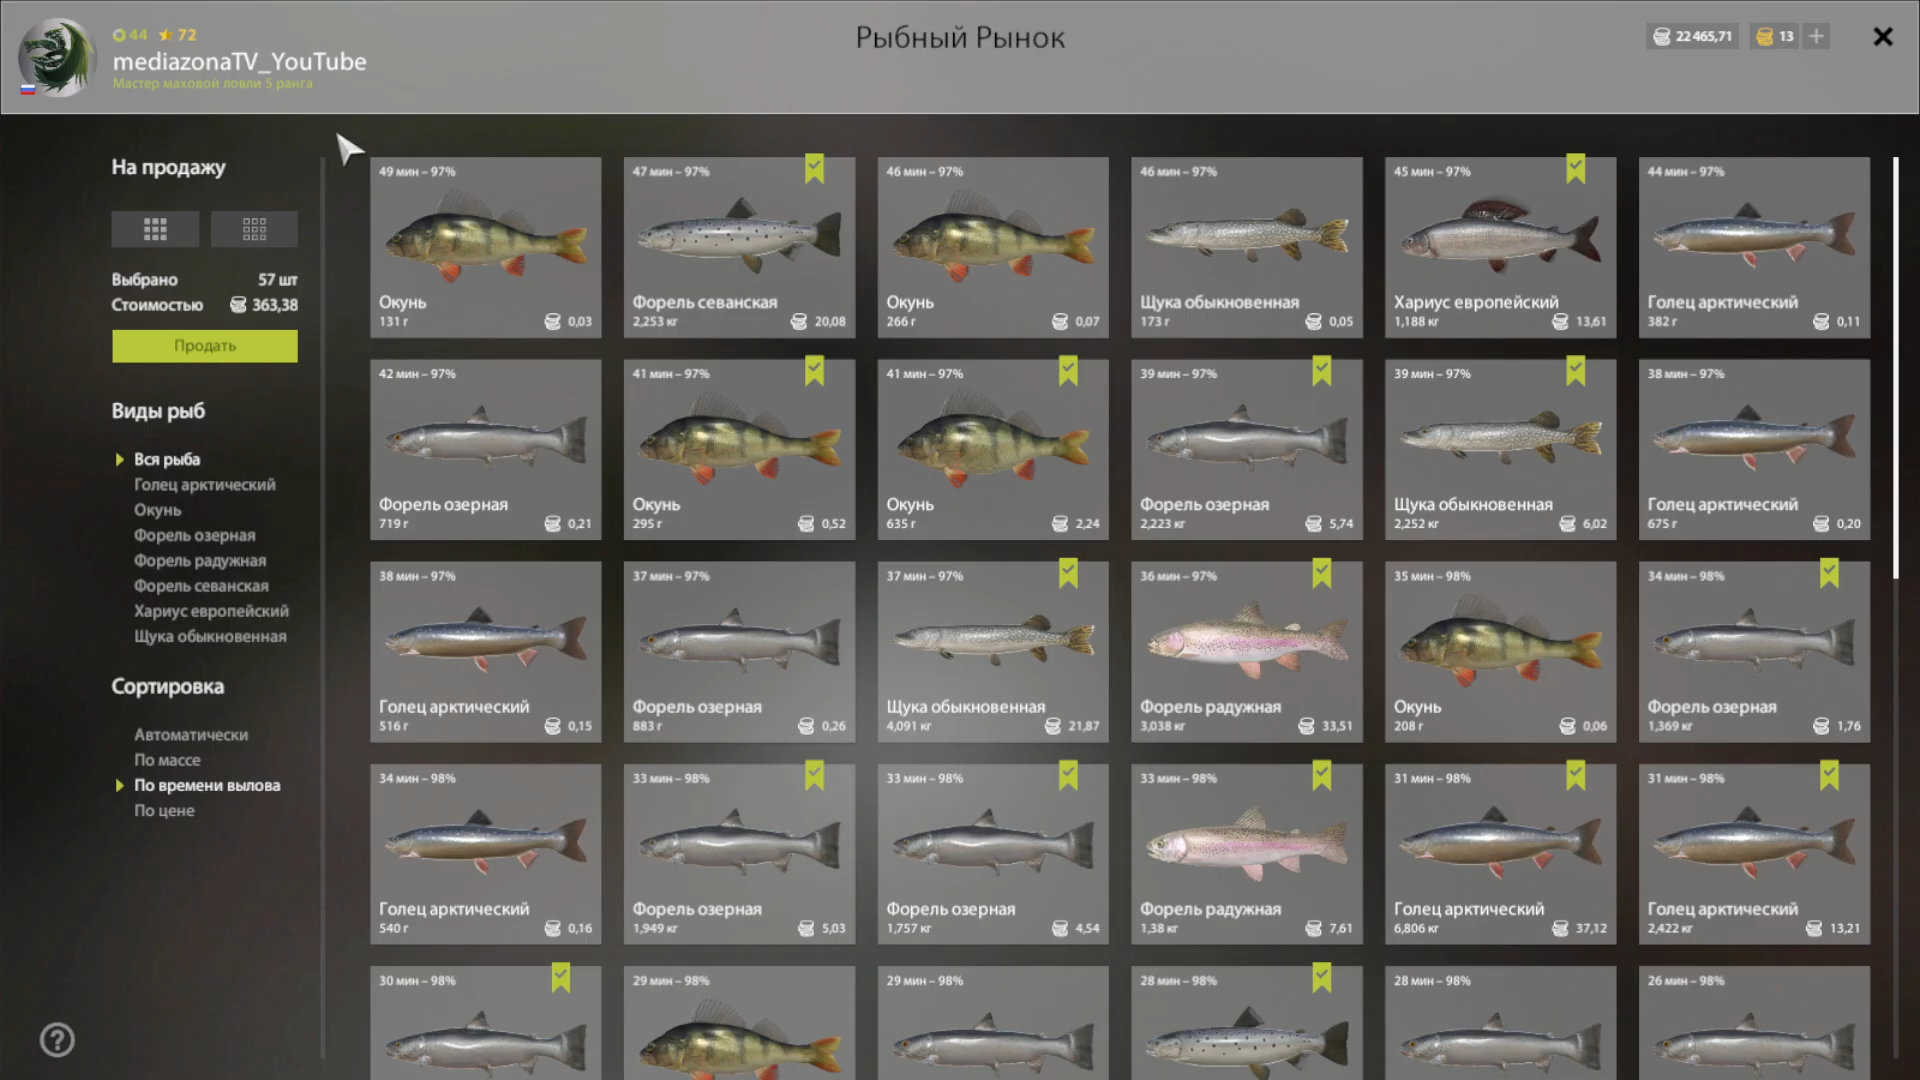 44 72
mediazonaTV_YouTube
Мастер маховой ловли 5 ранга
Рыбный Рынок
22 465,71
13
На продажу
Выбрано 57 шт
Стоимостью 363,38
Продать
Виды рыб
Вся рыба
Голец арктический
Окунь
Форель озерная
Форель радужная
Форель севанская
Хариус европейский
Щука обыкновенная
Сортировка
Автоматически
По массе
По времени вылова
По цене
49 мин – 97%
Окунь
131 г 0,03
47 мин – 97%
Форель севанская
2,253 кг 20,08
46 мин – 97%
Окунь
266 г 0,07
46 мин – 97%
Щука обыкновенная
173 г 0,05
45 мин – 97%
Хариус европейский
1,188 кг 13,61
44 мин – 97%
Голец арктический
382 г 0,11
42 мин – 97%
Форель озерная
719 г 0,21
41 мин – 97%
Окунь
295 г 0,52
41 мин – 97%
Окунь
635 г 2,24
39 мин – 97%
Форель озерная
2,223 кг 5,74
39 мин – 97%
Щука обыкновенная
2,252 кг 6,02
38 мин – 97%
Голец арктический
675 г 0,20
38 мин – 97%
Голец арктический
516 г 0,15
37 мин – 97%
Форель озерная
883 г 0,26
37 мин – 97%
Щука обыкновенная
4,091 кг 21,87
36 мин – 97%
Форель радужная
3,038 кг 33,51
35 мин – 98%
Окунь
208 г 0,06
34 мин – 98%
Форель озерная
1,369 кг 1,76
34 мин – 98%
Голец арктический
540 г 0,16
33 мин – 98%
Форель озерная
1,949 кг 5,03
33 мин – 98%
Форель озерная
1,757 кг 4,54
33 мин – 98%
Форель радужная
1,38 кг 7,61
31 мин – 98%
Голец арктический
6,806 кг 37,12
31 мин – 98%
Голец арктический
2,422 кг 13,21
30 мин – 98%
29 мин – 98%
29 мин – 98%
28 мин – 98%
28 мин – 98%
26 мин – 98%
?